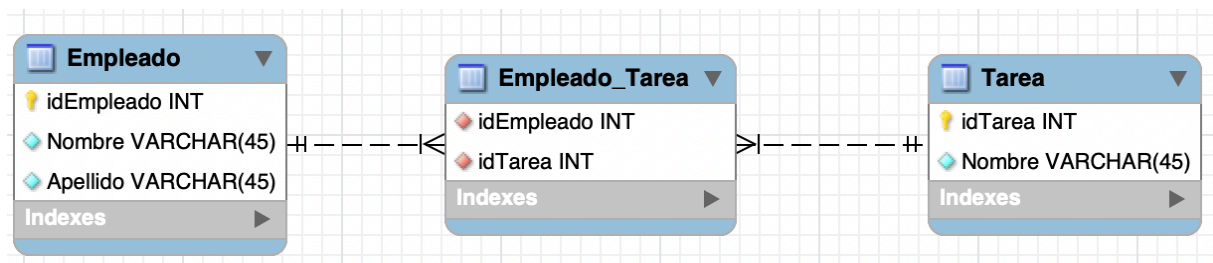 Empleado
idEmpleado INT
Nombre VARCHAR(45)
Apellido VARCHAR(45)
Indexes
Empleado_Tarea
idEmpleado INT
idTarea INT
Indexes
Tarea
idTarea INT
Nombre VARCHAR(45)
Indexes